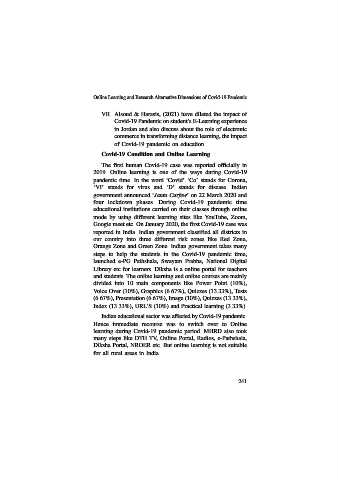 Online Learning and Research Alternative Dimensions of Covid-19 Pandemic
VII Alsoud & Harasis, (2021) have dilated the impact of
Covid-19 Pandemic on student's E-Learning experience
in Jordan and also discuss about the role of electronic
commerce in transforming distance learning, the impact
of Covid-19 pandemic on education
Covid-19 Condition and Online Learning
The first human Covid-19 case was reported officially in
2019 Online learning is one of the ways during Covid-19
pandemic time In the word 'Covid' 'Co' stands for Corona,
'VI' stands for virus and 'D' stands for disease Indian
government announced 'Janta Curfew' on 22 March 2020 and
four lockdown phases During Covid-19 pandemic time
educational institutions carried on their classes through online
mode by using different learning sites like YouTube, Zoom,
Google meet etc On January 2020, the first Covid-19 case was
reported in India Indian government classified all districts in
our country into three different risk zones like Red Zone,
Orange Zone and Green Zone Indian government takes many
steps to help the students in the Covid-19 pandemic time,
launched e-PG Patishala, Swayam Prabha, National Digital
Library etc for learners Diksha is a online portal for teachers
and students The online learning and online courses are mainly
divided into 10 main components like Power Point (10%),
Voice Over (10%), Graphics (6 67%), Quizzes (13 33%), Texts
(6 67%), Presentation (6 67%), Image (10%), Quizzes (13 33%),
Index (13 33%), URL'S (10%) and Practical learning (3 33%)
Indian educational sector was affected by Covid-19 pandemic
Hence immediate recourse was to switch over to Online
learning during Covid-19 pandemic period MHRD also took
many steps like DTH TV, Online Portal, Radios, e-Pathshala,
Diksha Portal, NROER etc But online learning is not suitable
for all rural areas in India
241